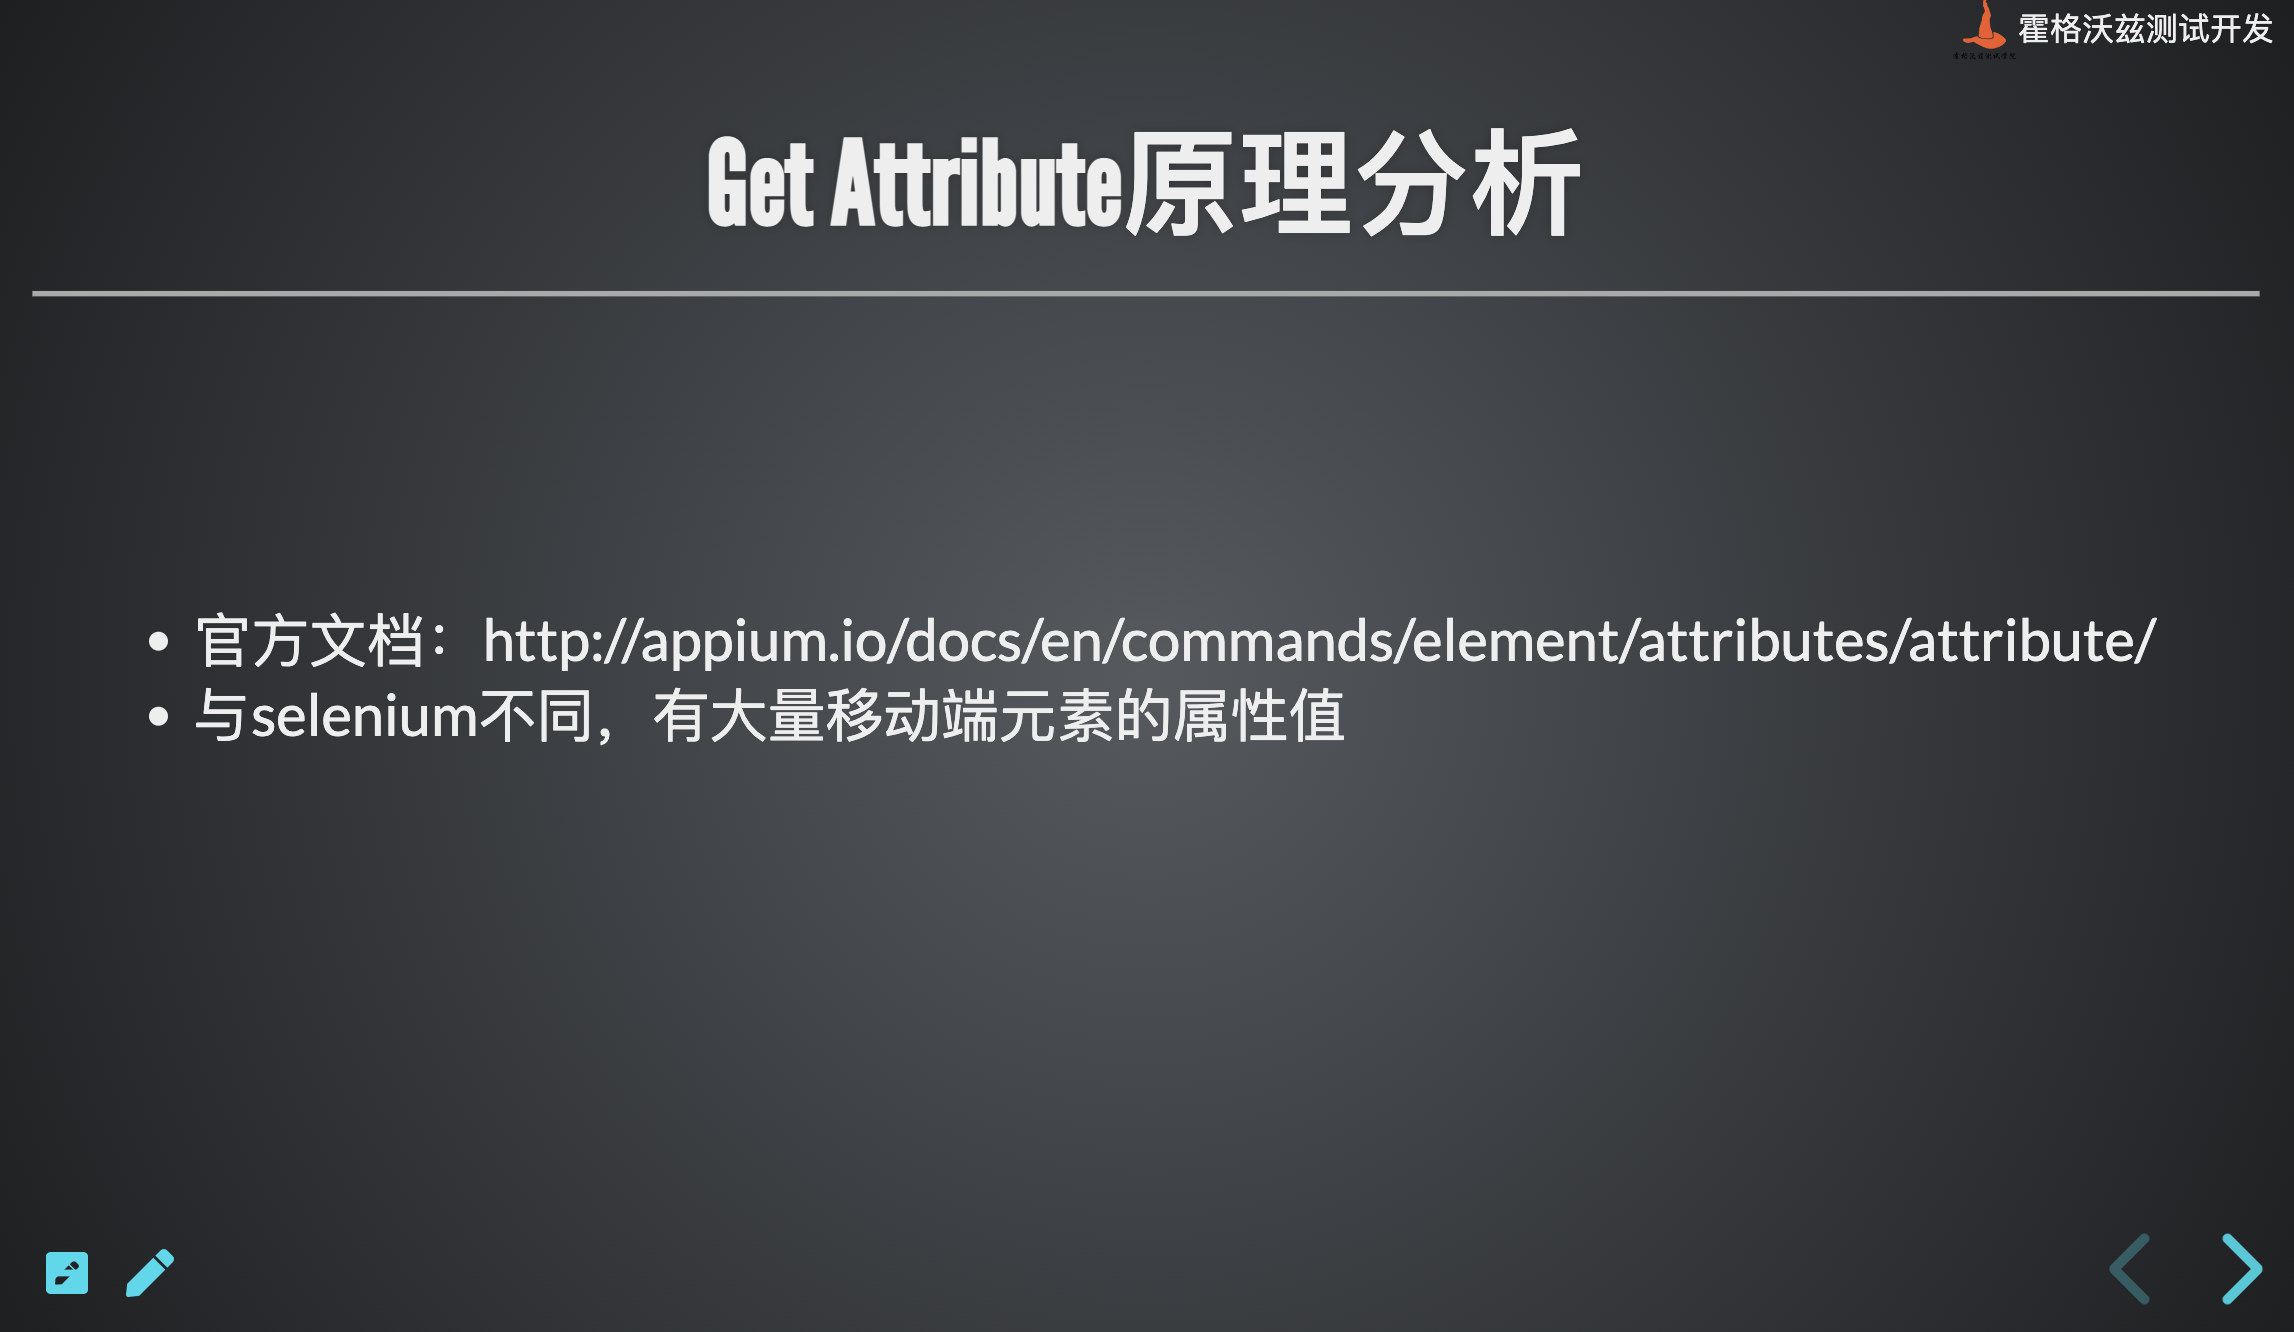 霍格沃兹测试开发
Get Attribute原理分析
• 官方文档：http://appium.io/docs/en/commands/element/attributes/attribute/
• 与selenium不同，有大量移动端元素的属性值